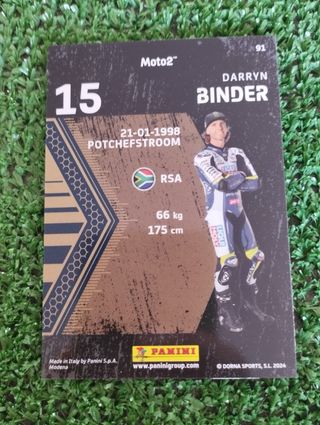 91
Moto2™
15
DARRYN
BINDER
21-01-1998
POTCHEFSTROOM
RSA
66 kg
175 cm
Made in Italy by Panini S.p.A.
Modena
PANINI
www.paninigroup.com
© DORNA SPORTS, S.L. 2024